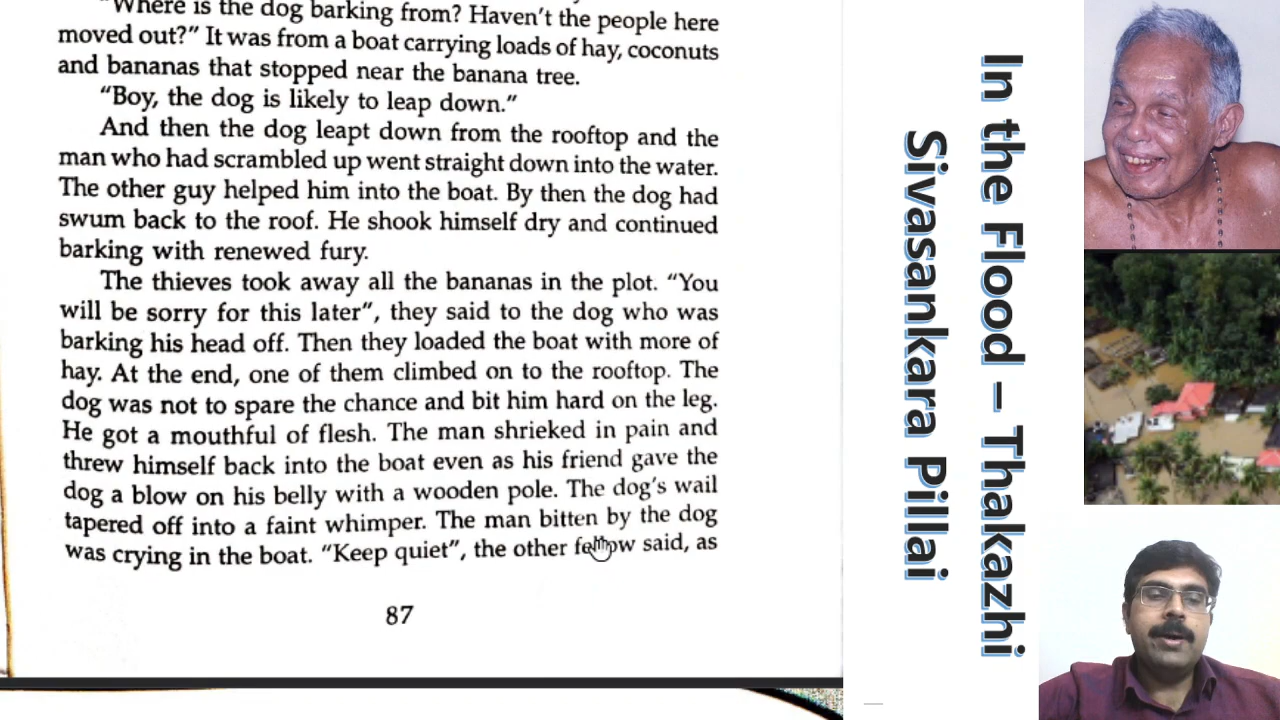 "Where is the dog barking from? Haven't the people here
moved out?" It was from a boat carrying loads of hay, coconuts
and bananas that stopped near the banana tree.
"Boy, the dog is likely to leap down."
And then the dog leapt down from the rooftop and the
man who had scrambled up went straight down into the water.
The other guy helped him into the boat. By then the dog had
swum back to the roof. He shook himself dry and continued
barking with renewed fury.
The thieves took away all the bananas in the plot. "You
will be sorry for this later", they said to the dog who was
barking his head off. Then they loaded the boat with more of
hay. At the end, one of them climbed on to the rooftop. The
dog was not to spare the chance and bit him hard on the leg.
He got a mouthful of flesh. The man shrieked in pain and
threw himself back into the boat even as his friend gave the
dog a blow on his belly with a wooden pole. The dog's wail
tapered off into a faint whimper. The man bitten by the dog
was crying in the boat. "Keep quiet", the other fellow said, as
87
In the Flood – Thakazhi
Sivasankara Pillai